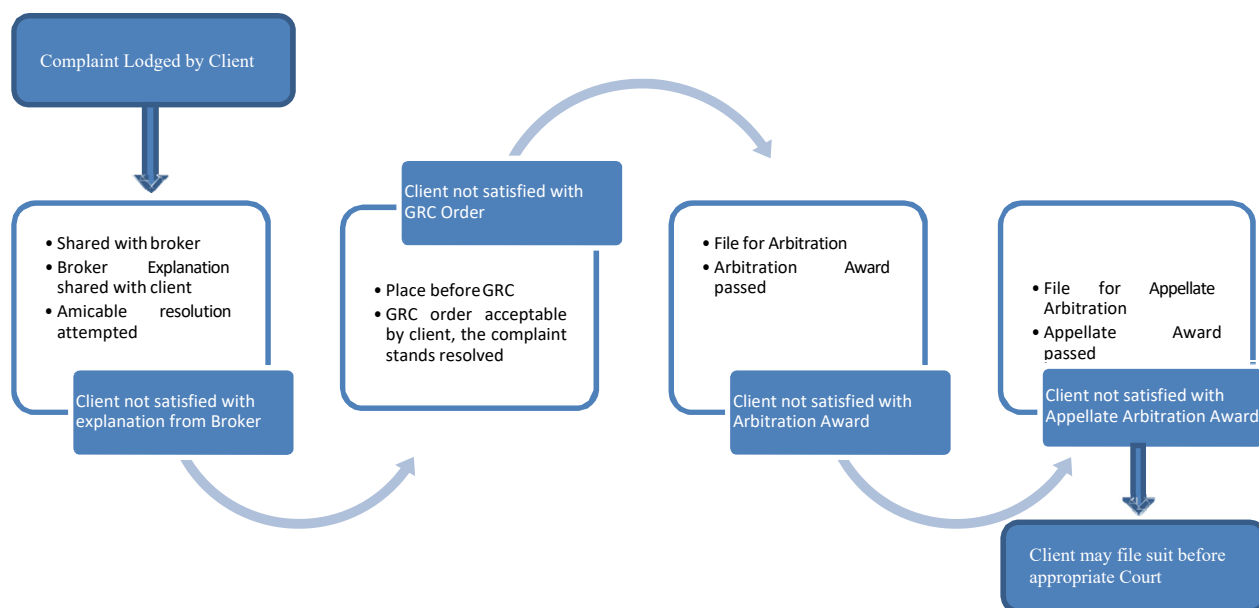 Complaint Lodged by Client
• Shared with broker
• Broker Explanation
shared with client
• Amicable resolution
attempted
Client not satisfied with
explanation from Broker
Client not satisfied with
GRC Order
• Place before GRC
• GRC order acceptable
by client, the complaint
stands resolved
• File for Arbitration
• Arbitration Award
passed
Client not satisfied with
Arbitration Award
• File for Appellate
Arbitration
• Appellate Award
passed
Client not satisfied with
Appellate Arbitration Award
Client may file suit before
appropriate Court